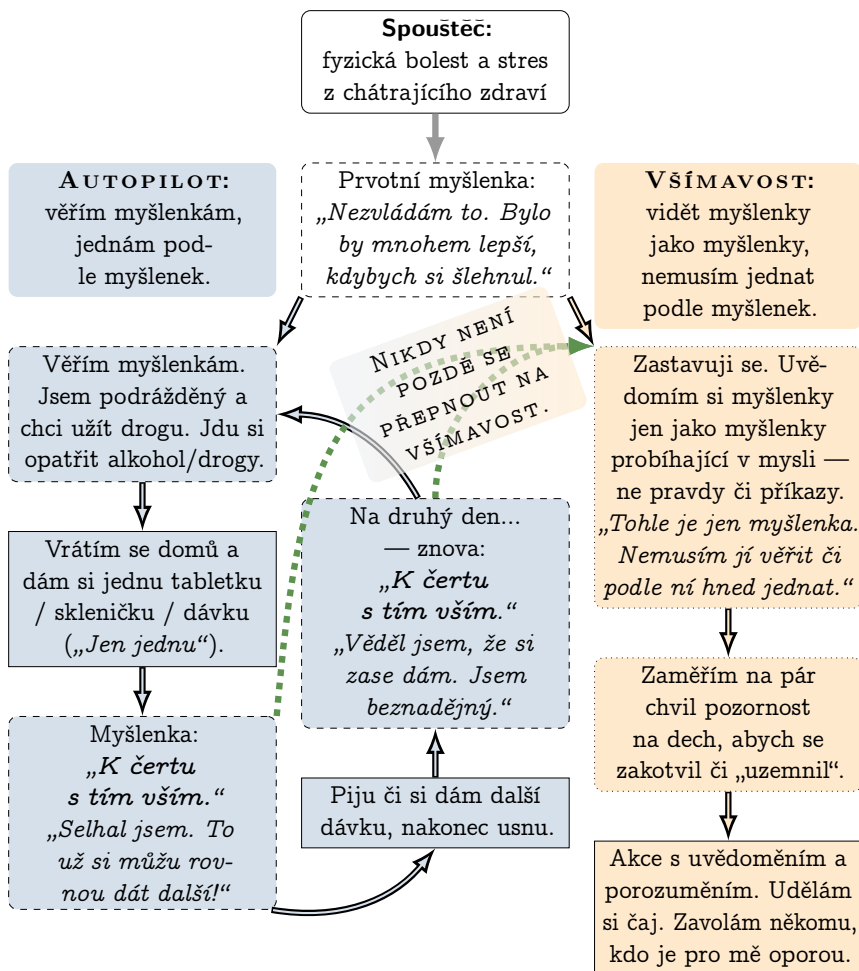 Spouštěč:
fyzická bolest a stres
z chátrajícího zdraví
AUTOPILOT:
věřím myšlenkám,
jednám pod-
le myšlenek.
Prvotní myšlenka:
„Nezvládám to. Bylo
by mnohem lepší,
kdybych si šlehnul.“
VŠÍMAVOST:
vidět myšlenky
jako myšlenky,
nemusím jednat
podle myšlenek.
NIKDY NENÍ
POZDĚ SE
PŘEPNOUT NA
VŠÍMAVOST.
Věřím myšlenkám.
Jsem podrážděný a
chci užít drogu. Jdu si
opatřit alkohol/drogy.
Vrátím se domů a
dám si jednu tabletku
/ skleničku / dávku
(„Jen jednu“).
Myšlenka:
„K čertu
s tím vším.“
„Selhal jsem. To
už si můžu rov-
nou dát další!“
Piju či si dám další
dávku, nakonec usnu.
Na druhý den...
— znova:
„K čertu
s tím vším.“
„Věděl jsem, že si
zase dám. Jsem
beznadějný.“
Zastavuji se. Uvě-
domím si myšlenky
jen jako myšlenky
probíhající v mysli —
ne pravdy či příkazy.
„Tohle je jen myšlenka.
Nemusím jí věřit či
podle ní hned jednat.“
Zaměřím na pár
chvil pozornost
na dech, abych se
zakotvil či „uzemnil“.
Akce s uvědoměním a
porozuměním. Udělám
si čaj. Zavolám někomu,
kdo je pro mě oporou.